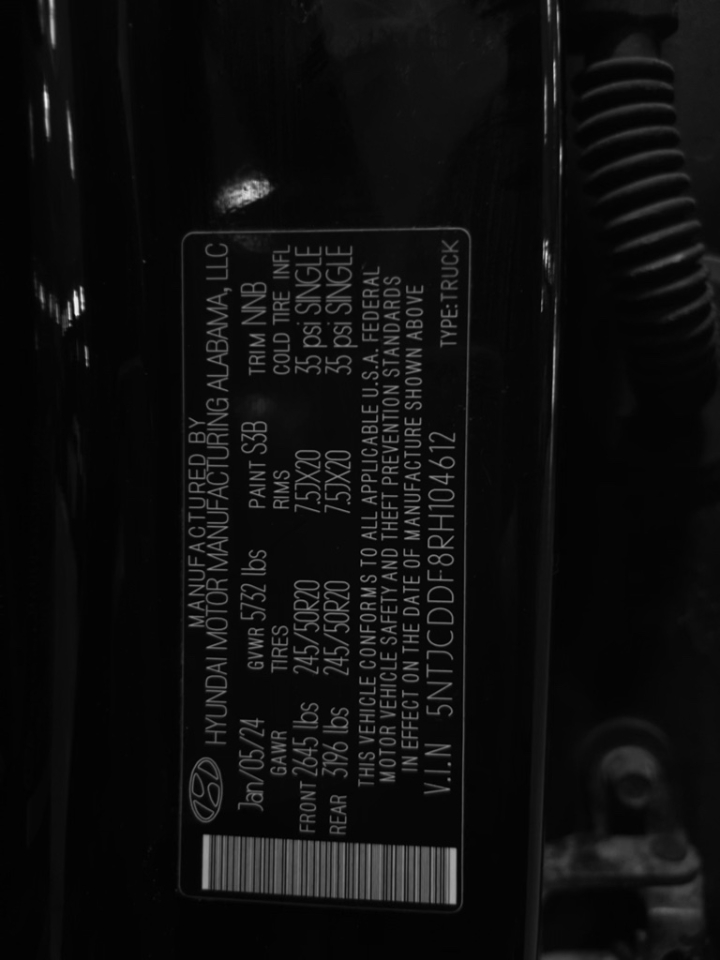 MANUFACTURED BY
HYUNDAI MOTOR MANUFACTURING ALABAMA, LLC
Jan/05/24 GVWR 5732 lbs PAINT S3B TRIM NNB
GAWR TIRES RIMS COLD TIRE INFL
FRONT 2645 lbs 245/50R20 7.5JX20 35 psi SINGLE
REAR 3196 lbs 245/50R20 7.5JX20 35 psi SINGLE
THIS VEHICLE CONFORMS TO ALL APPLICABLE U.S.A. FEDERAL
MOTOR VEHICLE SAFETY AND THEFT PREVENTION STANDARDS
IN EFFECT ON THE DATE OF MANUFACTURE SHOWN ABOVE
V.I.N 5NTJCDDF8RH104612 TYPE:TRUCK